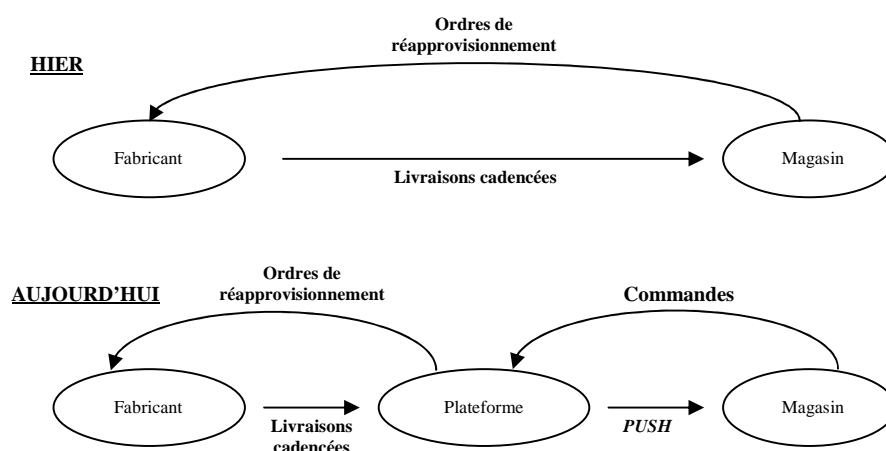 Ordres de
réapprovisionnement
HIER
Fabricant
Magasin
Livraisons cadencées
Ordres de
réapprovisionnement
AUJOURD’HUI
Commandes
Fabricant
Plateforme
Magasin
Livraisons
cadencées
PUSH